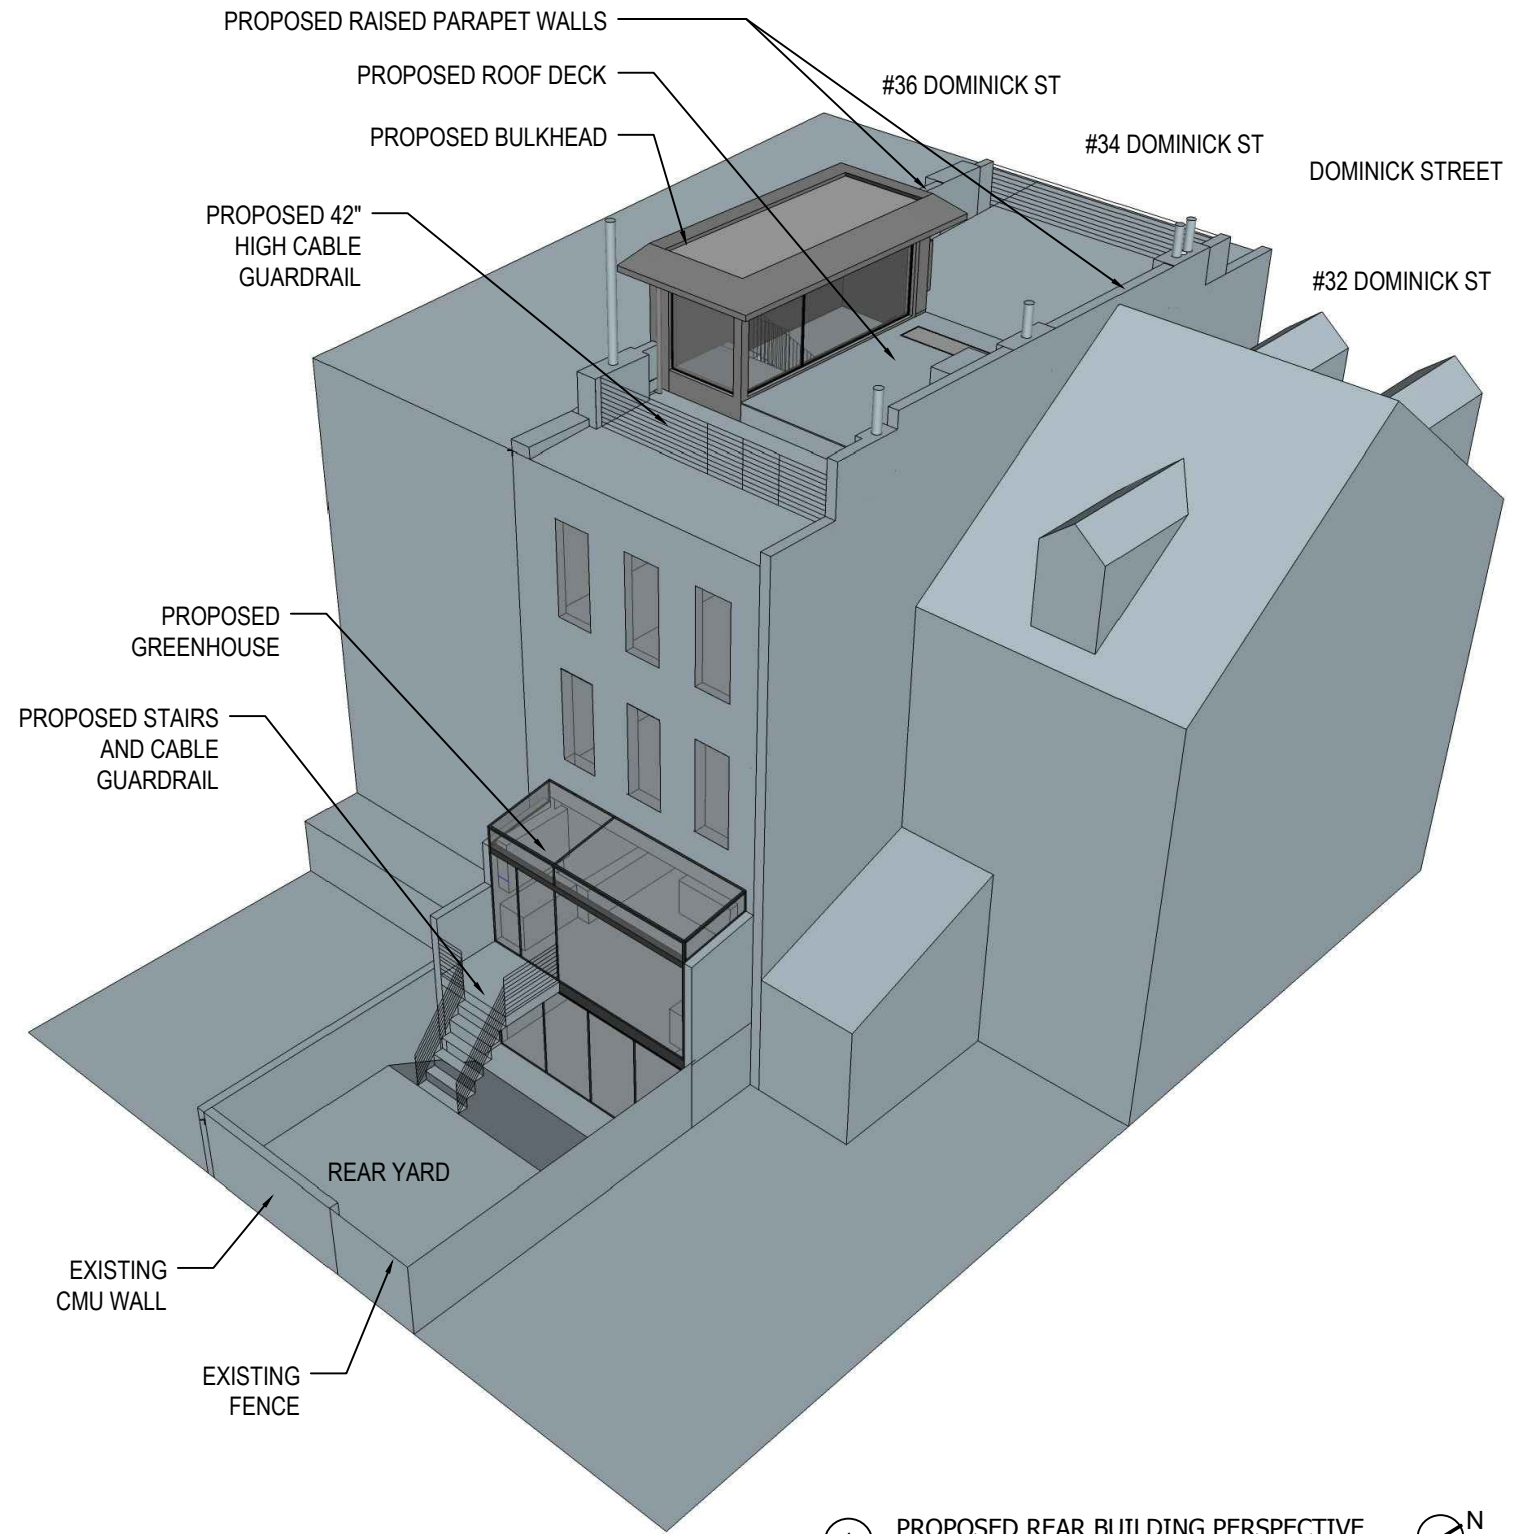 PROPOSED RAISED PARAPET WALLS
PROPOSED ROOF DECK
#36 DOMINICK ST
PROPOSED BULKHEAD
#34 DOMINICK ST
DOMINICK STREET
PROPOSED 42"
HIGH CABLE
GUARDRAIL
#32 DOMINICK ST
PROPOSED
GREENHOUSE
PROPOSED STAIRS
AND CABLE
GUARDRAIL
REAR YARD
EXISTING
CMU WALL
EXISTING
FENCE
PROPOSED REAR BUILDING PERSPECTIVE
N